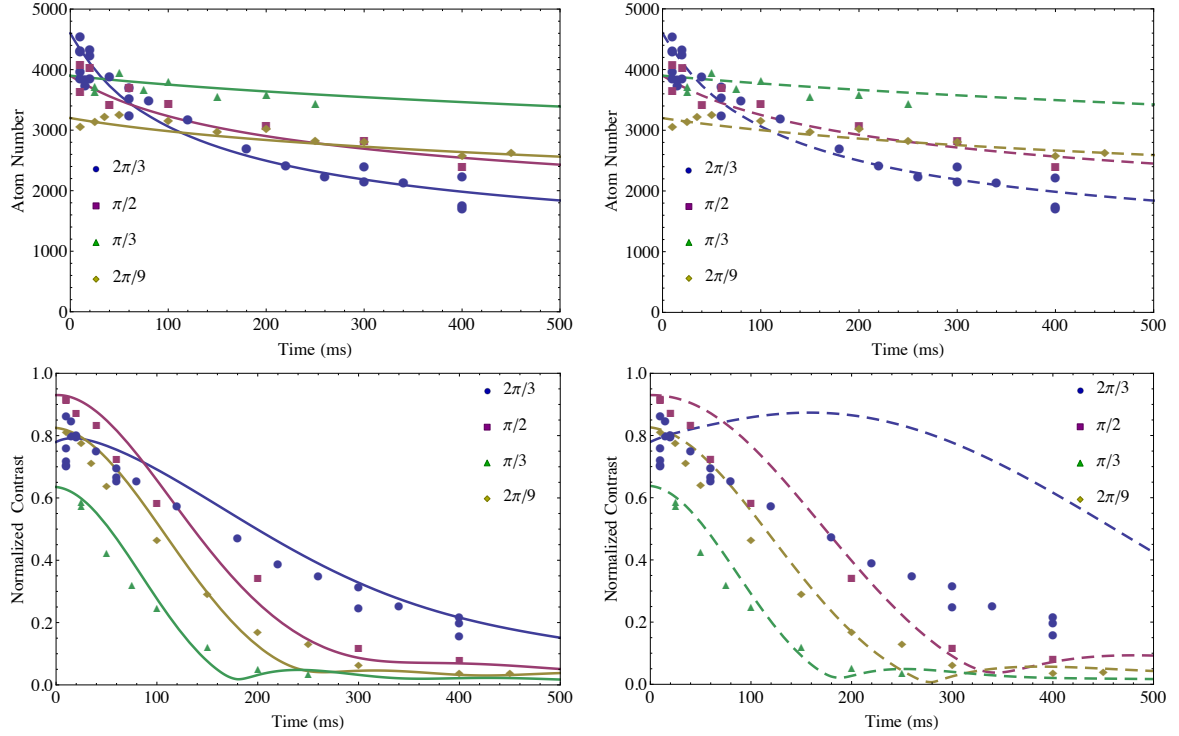 5000
4000
3000
2000
1000
0
Atom Number
2π/3
π/2
π/3
2π/9
0 100 200 300 400 500
Time (ms)
5000
4000
3000
2000
1000
0
Atom Number
2π/3
π/2
π/3
2π/9
0 100 200 300 400 500
Time (ms)
1.0
0.8
0.6
0.4
0.2
0.0
Normalized Contrast
2π/3
π/2
π/3
2π/9
0 100 200 300 400 500
Time (ms)
1.0
0.8
0.6
0.4
0.2
0.0
Normalized Contrast
2π/3
π/2
π/3
2π/9
0 100 200 300 400 500
Time (ms)